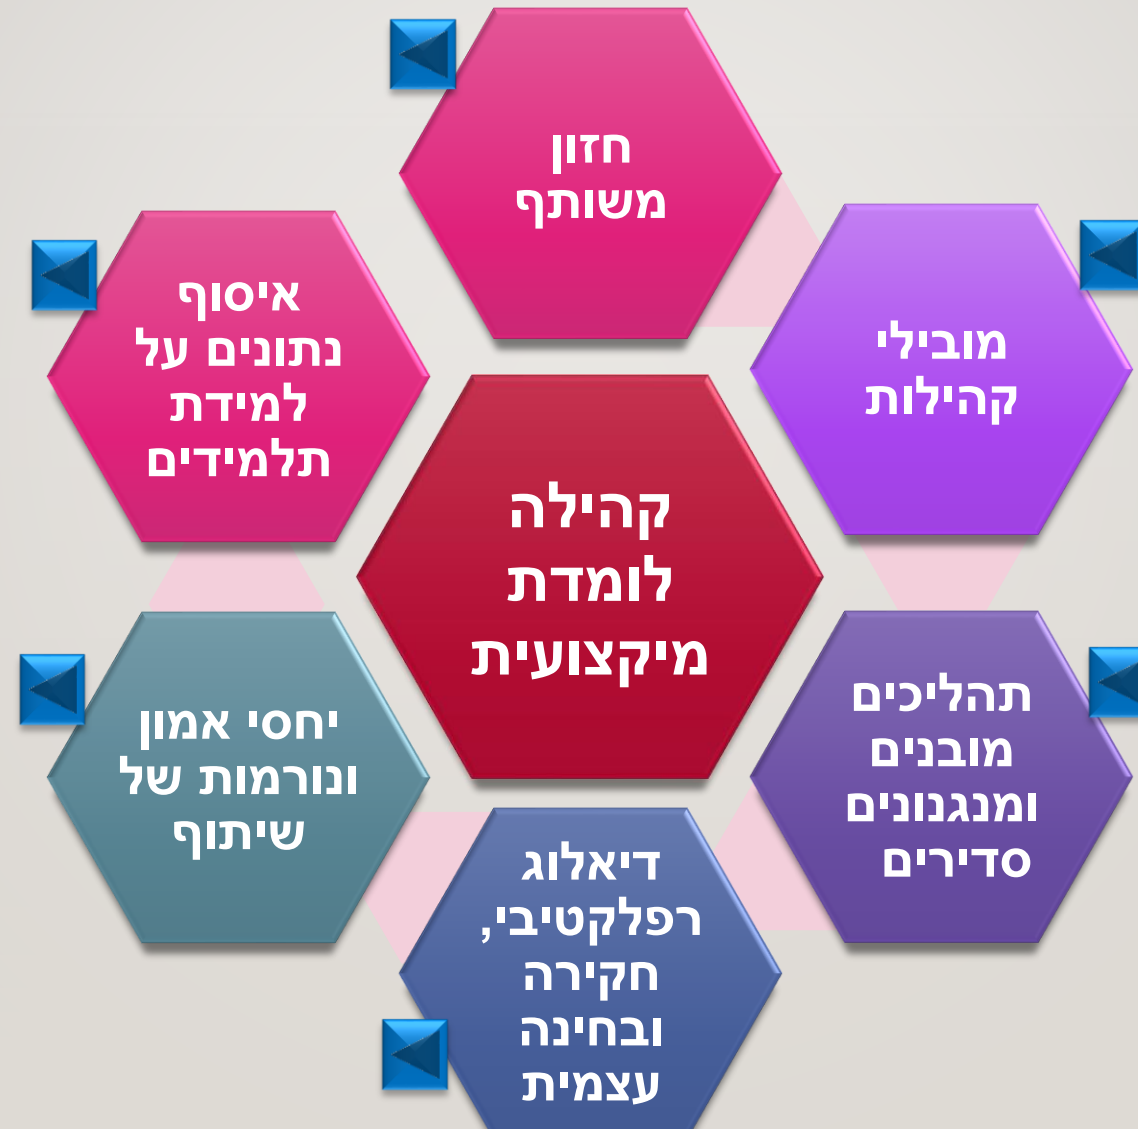 חזון
משותף
מובילי
קהילות
איסוף
נתונים על
למידת
תלמידים
קהילה
לומדת
מיקצועית
תהליכים
מובנים
ומנגנונים
סדירים
יחסי אמון
ונורמות של
שיתוף
דיאלוג
רפלקטיבי,
חקירה
ובחינה
עצמית